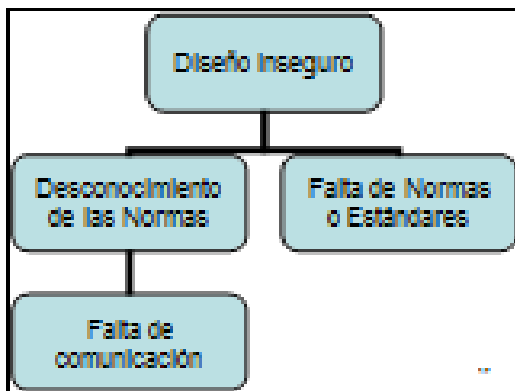 Diseño Inseguro
Desconocimiento
de las Normas
Falta de Normas
o Estándares
Falta de
comunicación